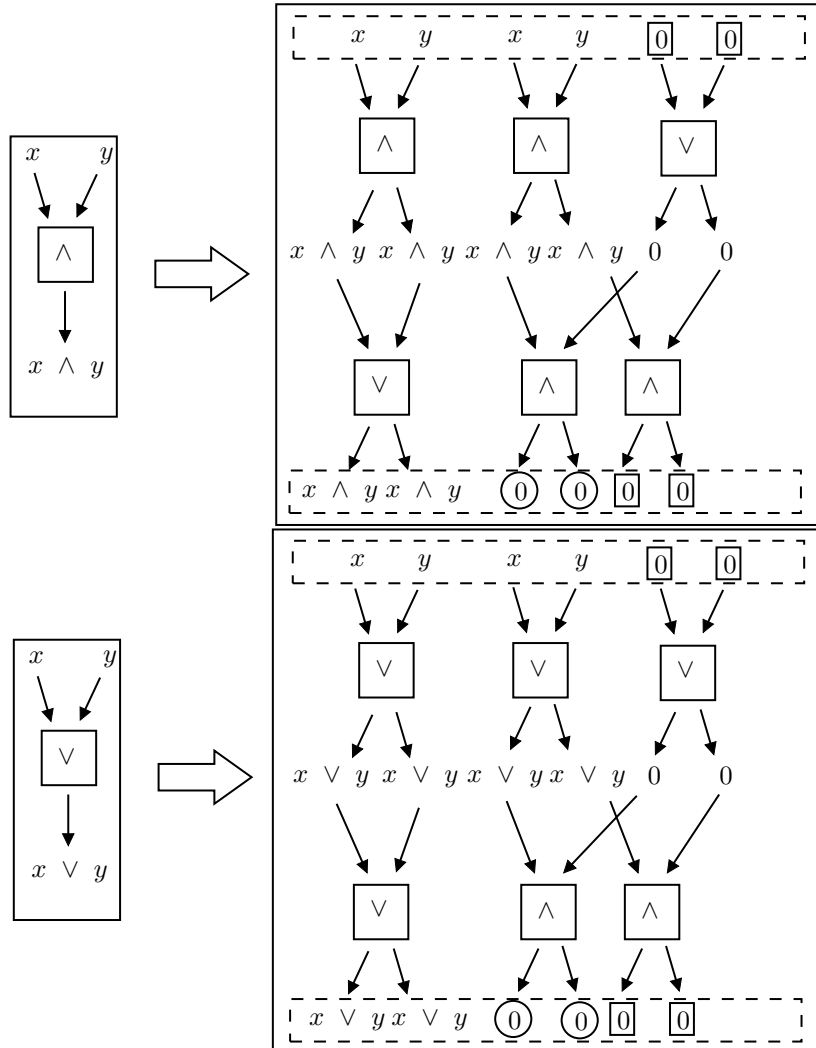 x y x y 0 0
∧ ∧ ∨
x y
∧
x ∧ y x ∧ y x ∧ y x ∧ y 0 0
x ∧ y
∨ ∧ ∧
x ∧ y x ∧ y 0 0 0 0
x y x y 0 0
∨ ∨ ∨
x y
∨
x ∨ y x ∨ y x ∨ y x ∨ y 0 0
x ∨ y
∨ ∧ ∧
x ∨ y x ∨ y 0 0 0 0